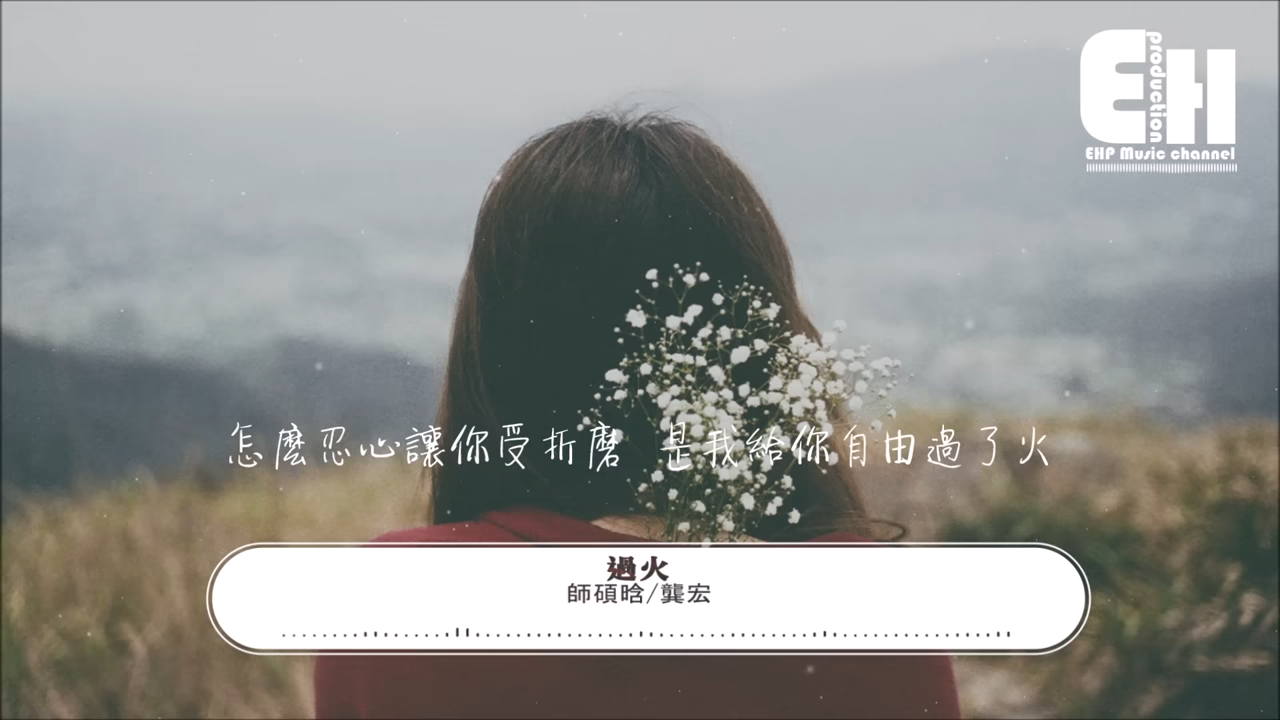 EH
production
EHP Music channel
怎麼忍心讓你受折磨 是我給你自由過了火
過火
師碩晗/龔宏